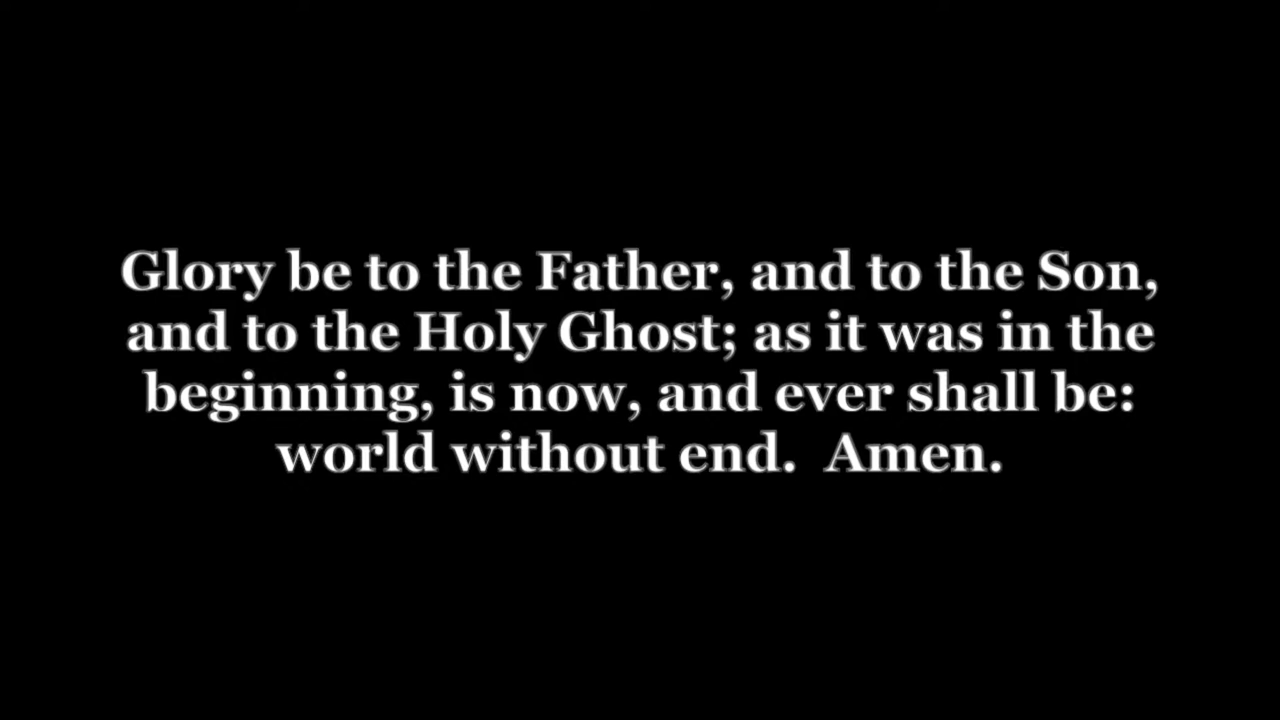 Glory be to the Father, and to the Son,
and to the Holy Ghost; as it was in the
beginning, is now, and ever shall be:
world without end.  Amen.